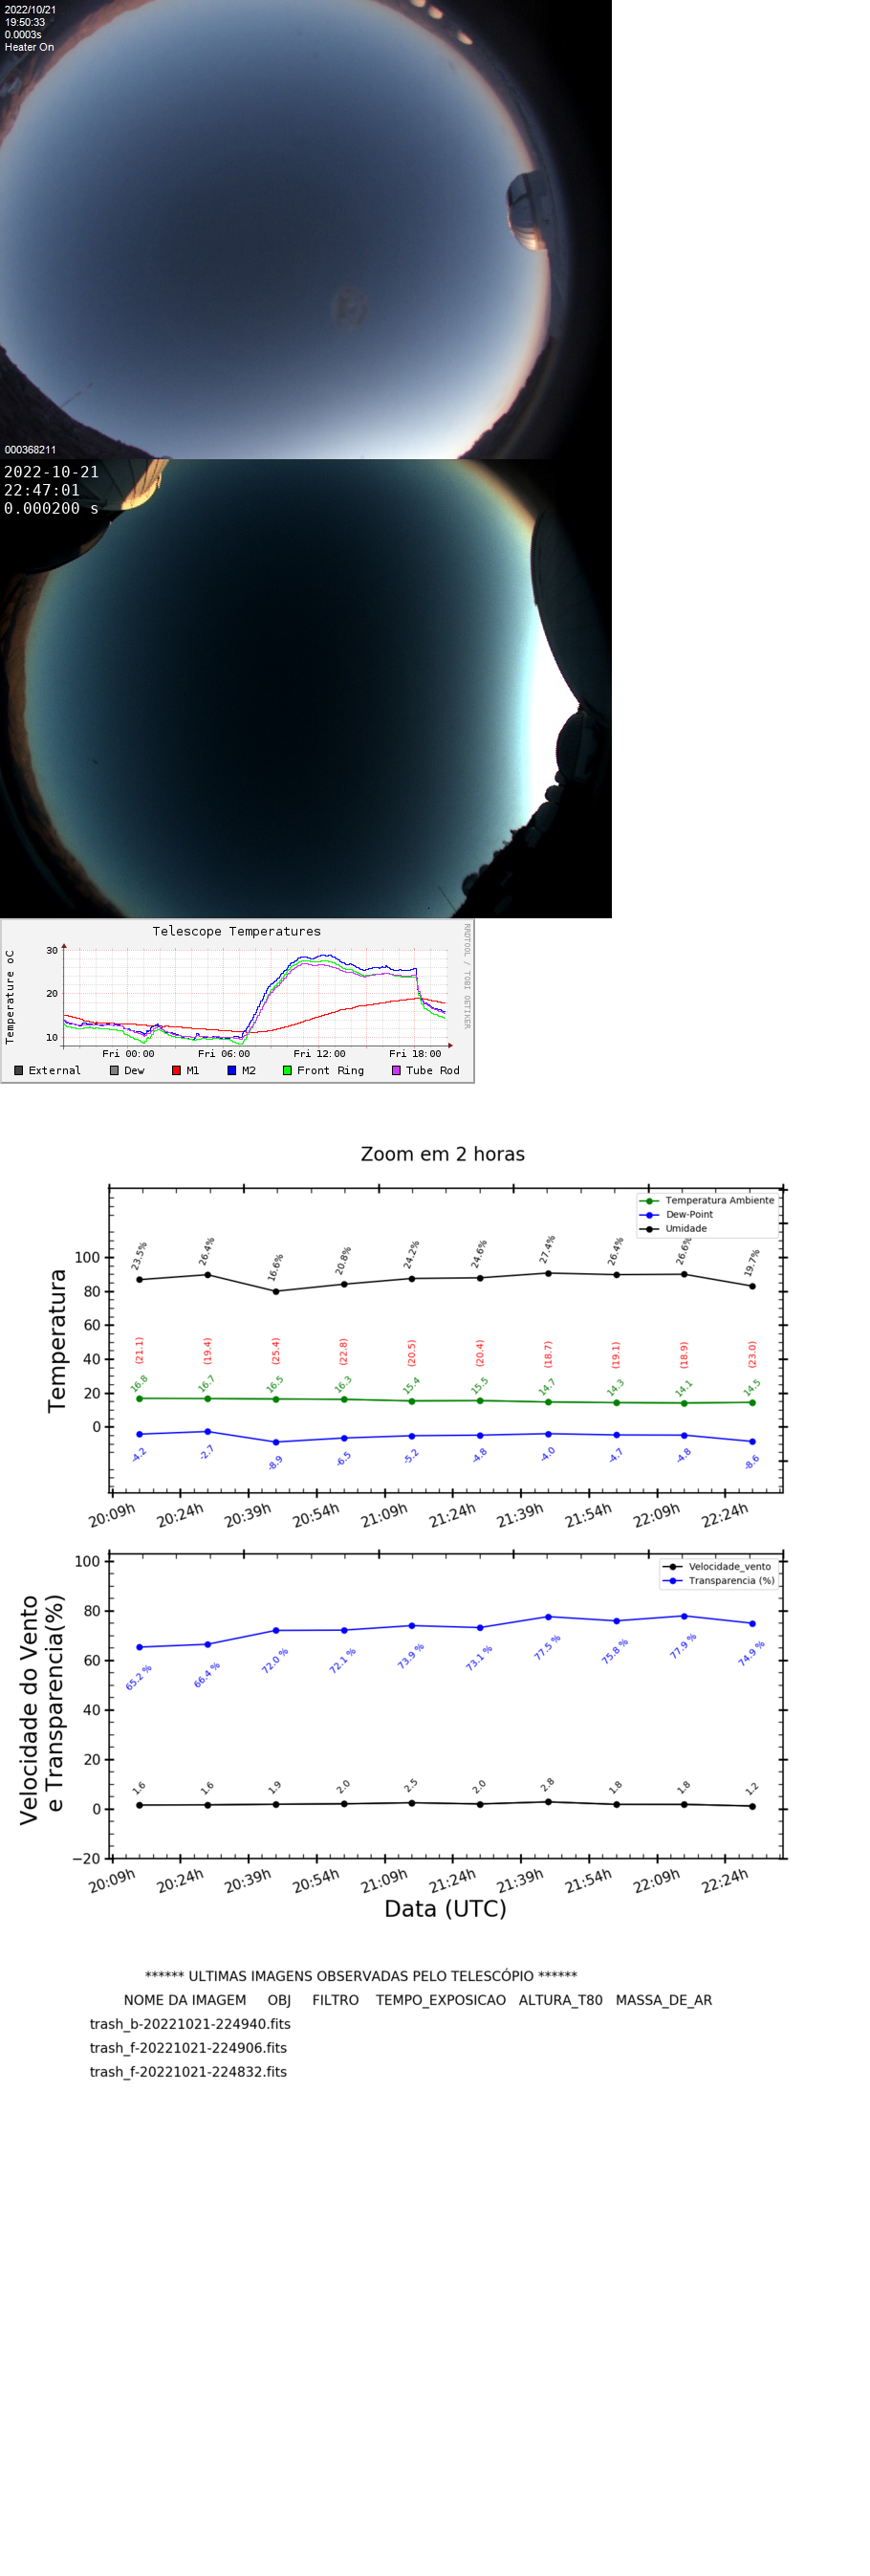 2022/10/21
19:50:33
0.0003s
Heater On
000368211
2022-10-21
22:47:01
0.000200 s
Telescope Temperatures
RRDTOOL / TOBI OETIKER
Temperature oC
30
20
10
Fri 00:00 Fri 06:00 Fri 12:00 Fri 18:00
External Dew M1 M2 Front Ring Tube Rod
Zoom em 2 horas
Temperatura Ambiente
Dew-Point
Umidade
Temperatura
100
80
60
40
20
0
23.5% 26.4% 16.6% 20.8% 24.2% 24.6% 27.4% 26.4% 26.6% 19.7%
(21.1) (19.4) (25.4) (22.8) (20.5) (20.4) (18.7) (19.1) (18.9) (23.0)
16.8 16.7 16.5 16.3 15.4 15.5 14.7 14.3 14.1 14.5
-4.2 -2.7 -8.9 -6.5 -5.2 -4.8 -4.0 -4.7 -4.8 -8.6
20:09h 20:24h 20:39h 20:54h 21:09h 21:24h 21:39h 21:54h 22:09h 22:24h
Velocidade_vento
Transparencia (%)
Velocidade do Vento
e Transparencia(%)
100
80
60
40
20
0
−20
65.2 % 66.4 % 72.0 % 72.1 % 73.9 % 73.1 % 77.5 % 75.8 % 77.9 % 74.9 %
1.6 1.6 1.9 2.0 2.5 2.0 2.8 1.8 1.8 1.2
20:09h 20:24h 20:39h 20:54h 21:09h 21:24h 21:39h 21:54h 22:09h 22:24h
Data (UTC)
****** ULTIMAS IMAGENS OBSERVADAS PELO TELESCÓPIO ******
NOME DA IMAGEM OBJ FILTRO TEMPO_EXPOSICAO ALTURA_T80 MASSA_DE_AR
trash_b-20221021-224940.fits
trash_f-20221021-224906.fits
trash_f-20221021-224832.fits